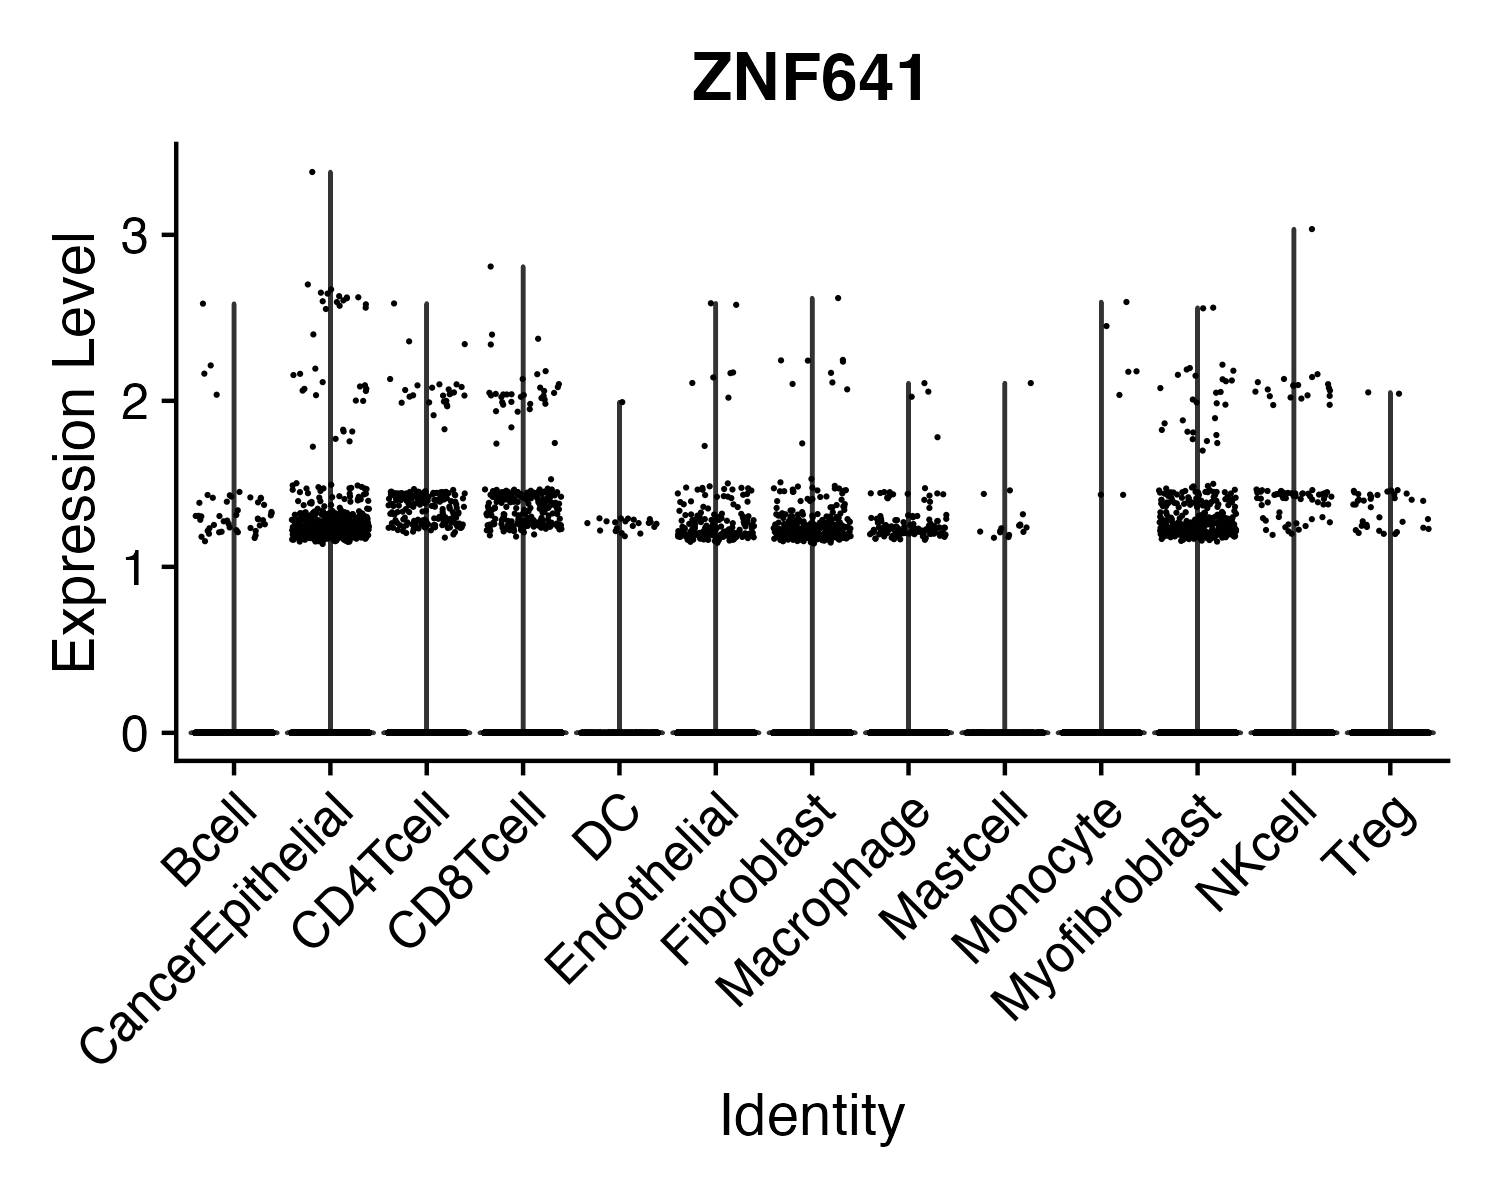 ZNF641
Expression Level
3
2
1
0
Bcell
CancerEpithelial
CD4Tcell
CD8Tcell
DC
Endothelial
Fibroblast
Macrophage
Mastcell
Monocyte
Myofibroblast
NKcell
Treg
Identity